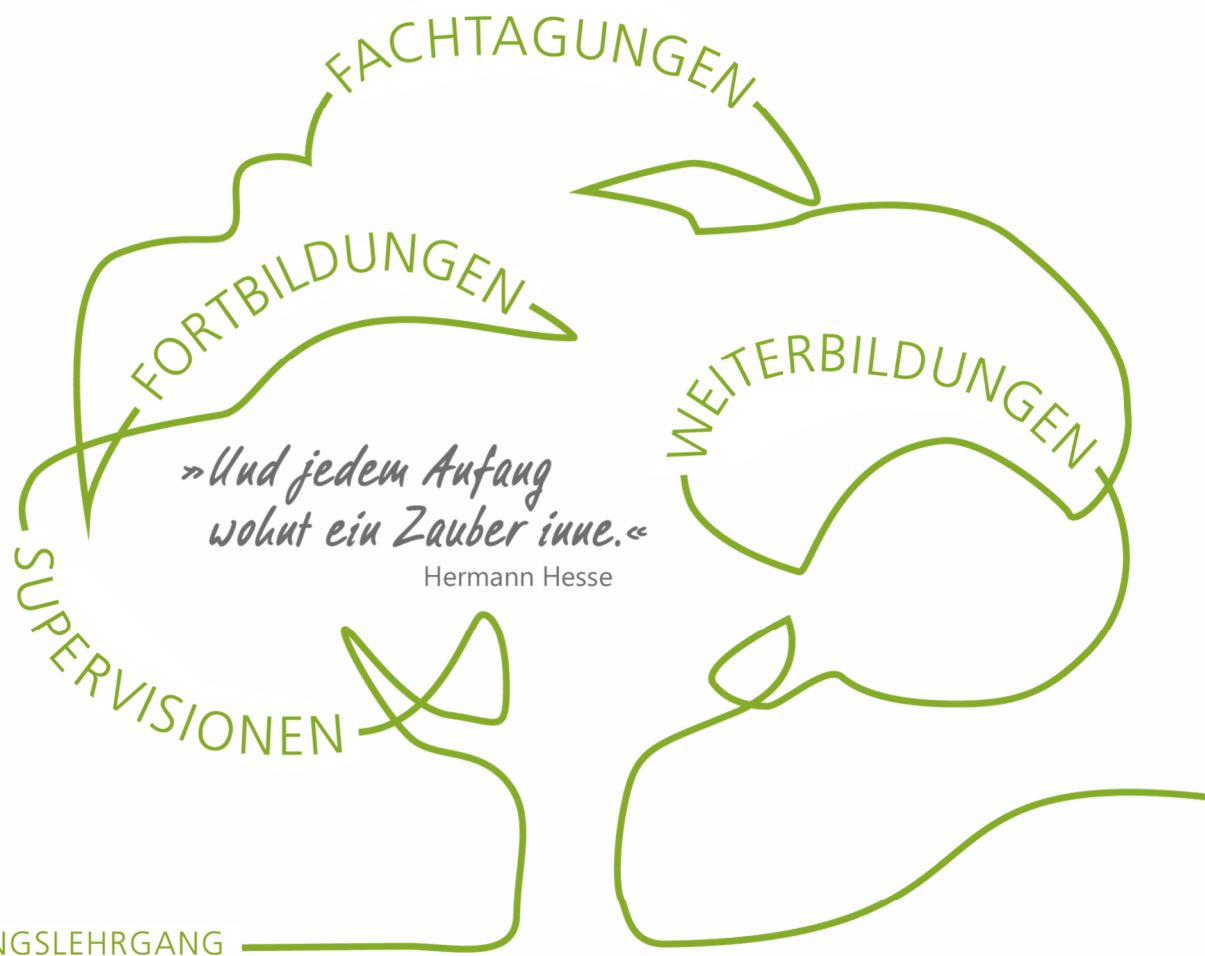 FACHTAGUNGEN
FORTBILDUNGEN
WEITERBILDUNGEN
»Und jedem Anfang
wohnt ein Zauber inne.«
Hermann Hesse
SUPERVISIONEN
NGSLEHRGANG